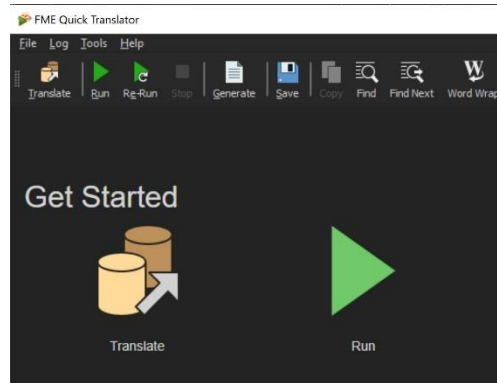 FME Quick Translator
File Log Tools Help
Translate Run Re-Run Stop Generate Save Copy Find Find Next Word Wrap
Get Started
Translate Run